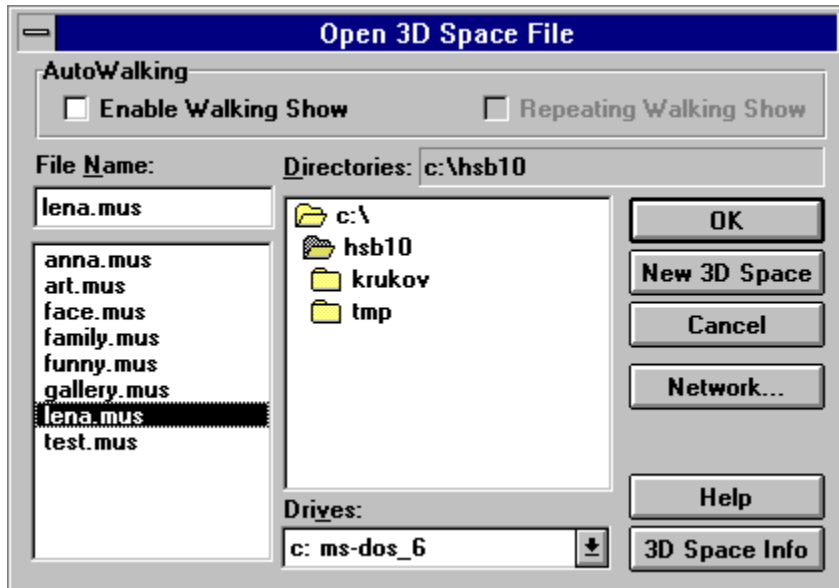 Open 3D Space File
AutoWalking
Enable Walking Show
Repeating Walking Show
File Name:
lena.mus
anna.mus
art.mus
face.mus
family.mus
funny.mus
gallery.mus
lena.mus
test.mus
Directories: c:\hsb10
c:\
hsb10
krukov
tmp
Drives:
c: ms-dos_6
OK
New 3D Space
Cancel
Network...
Help
3D Space Info